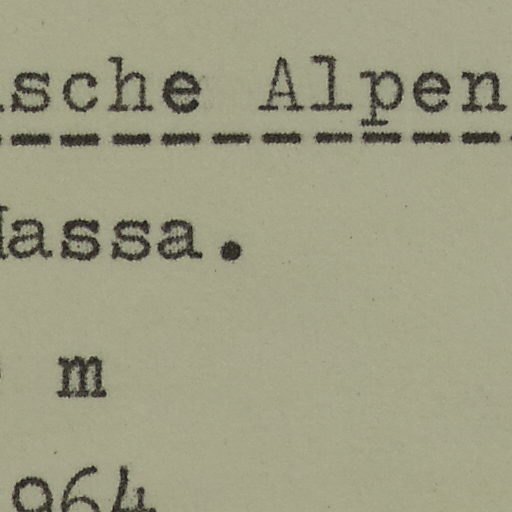 sche Alpen
Massa.
m
964